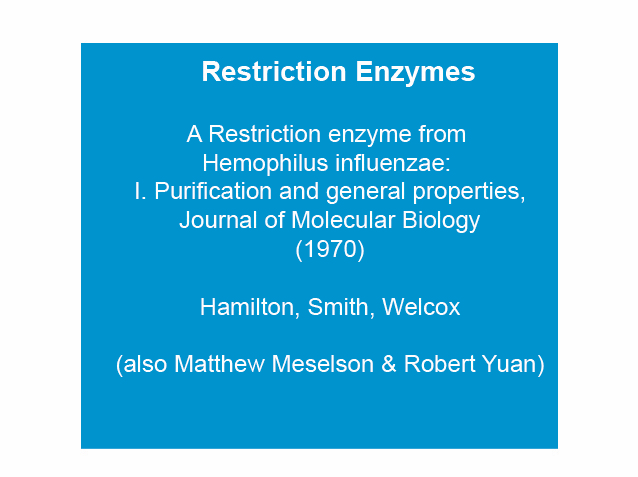 Restriction Enzymes
A Restriction enzyme from
Hemophilus influenzae:
I. Purification and general properties,
Journal of Molecular Biology
(1970)
Hamilton, Smith, Welcox
(also Matthew Meselson & Robert Yuan)